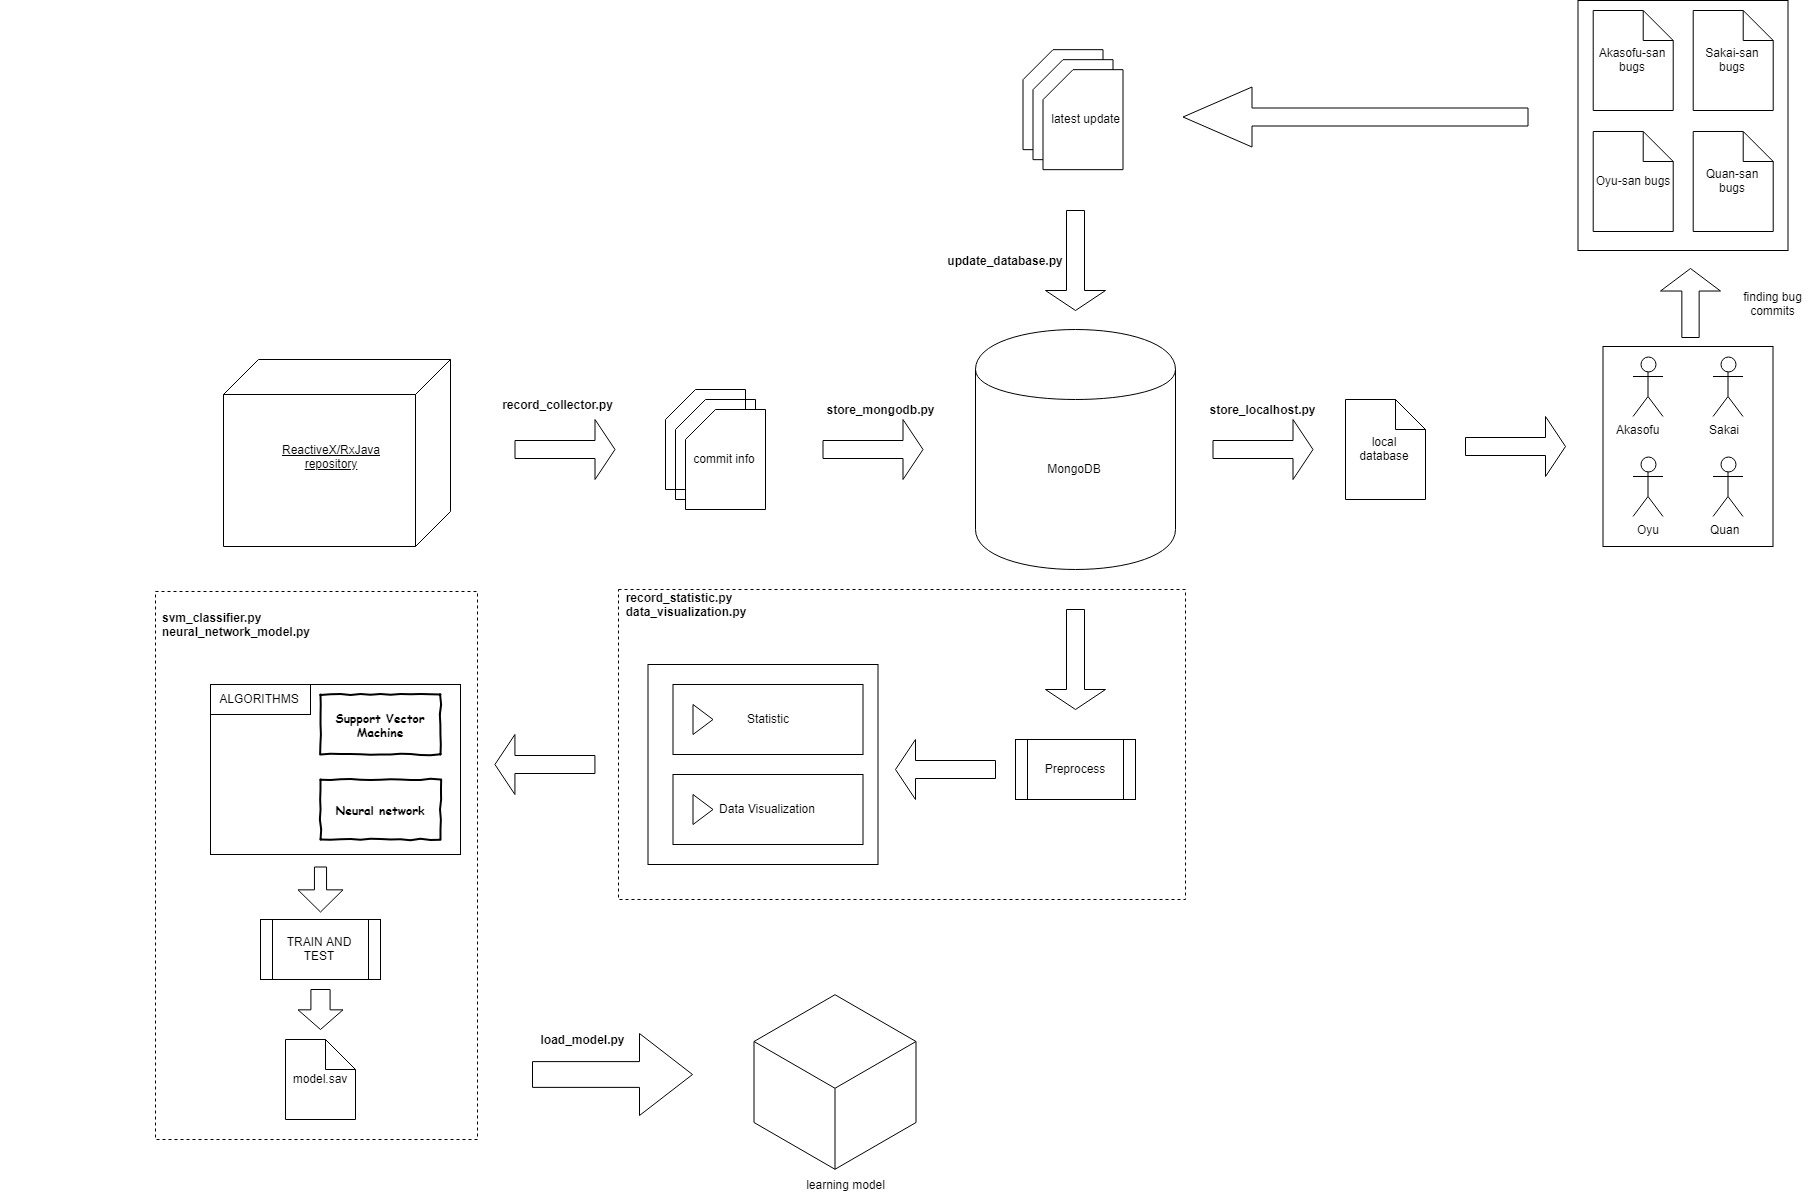 Akasofu-san
bugs
Sakai-san
bugs
latest update
Oyu-san bugs
Quan-san
bugs
update_database.py
finding bug
commits
ReactiveX/RxJava
repository
record_collector.py
commit info
store_mongodb.py
MongoDB
store_localhost.py
local
database
Akasofu
Sakai
Oyu
Quan
svm_classifier.py
neural_network_model.py
record_statistic.py
data_visualization.py
ALGORITHMS
Support Vector
Machine
Neural network
Statistic
Data Visualization
Preprocess
TRAIN AND
TEST
model.sav
load_model.py
learning model